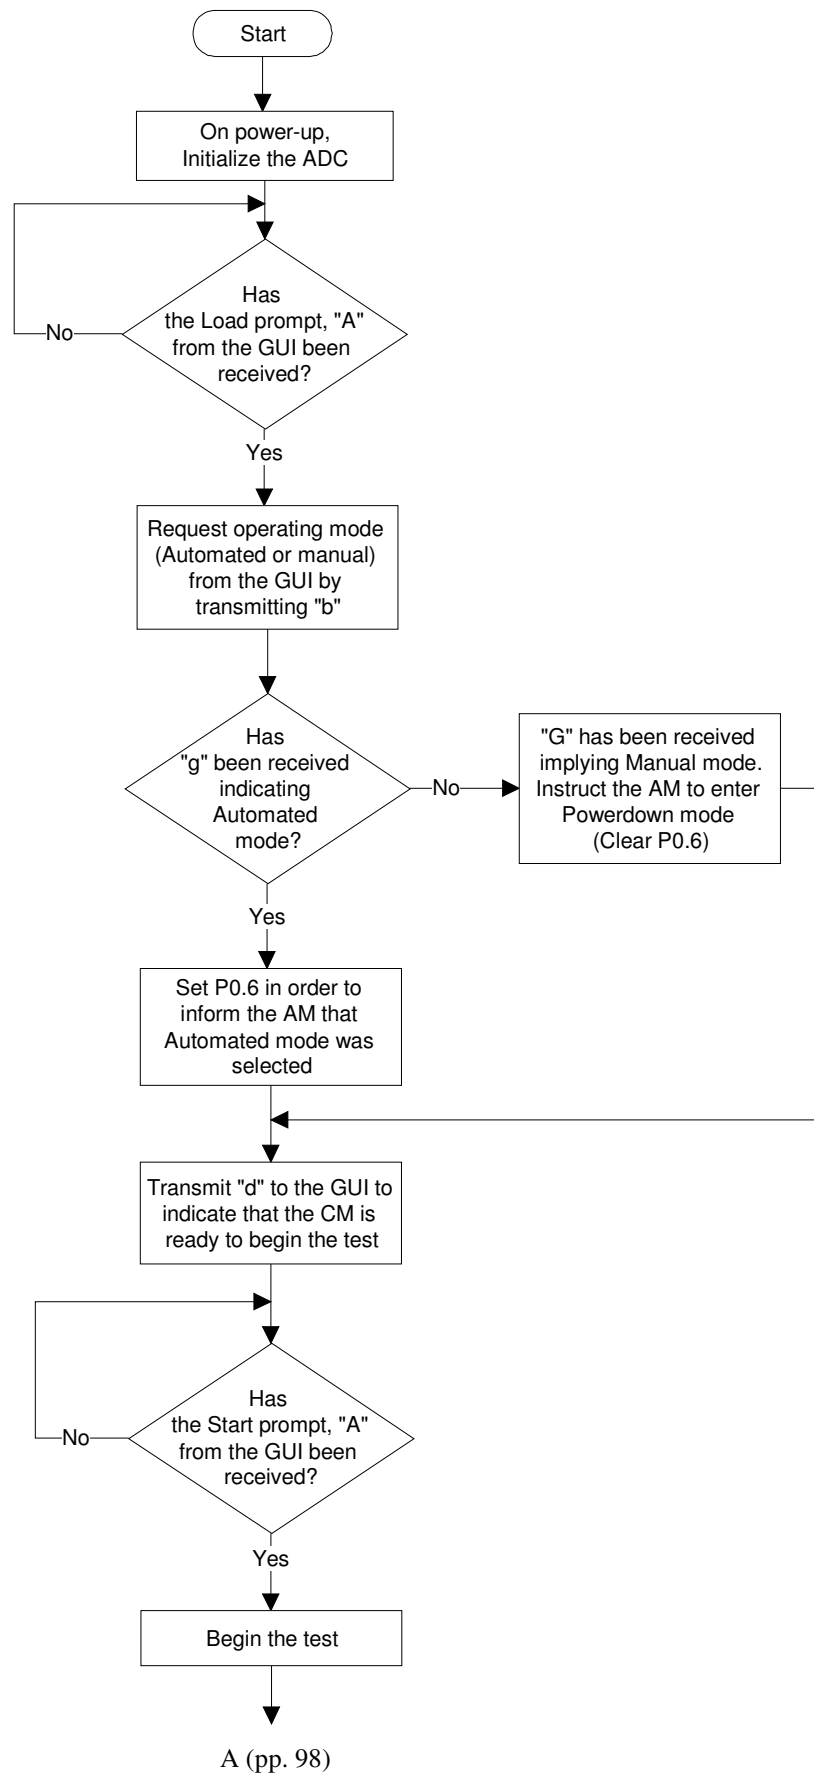 Start
On power-up,
Initialize the ADC
Has
the Load prompt, "A"
from the GUI been
received?
No
Yes
Request operating mode
(Automated or manual)
from the GUI by
transmitting "b"
Has
"g" been received
indicating
Automated
mode?
No
"G" has been received
implying Manual mode.
Instruct the AM to enter
Powerdown mode
(Clear P0.6)
Yes
Set P0.6 in order to
inform the AM that
Automated mode was
selected
Transmit "d" to the GUI to
indicate that the CM is
ready to begin the test
Has
the Start prompt, "A"
from the GUI been
received?
No
Yes
Begin the test
A (pp. 98)